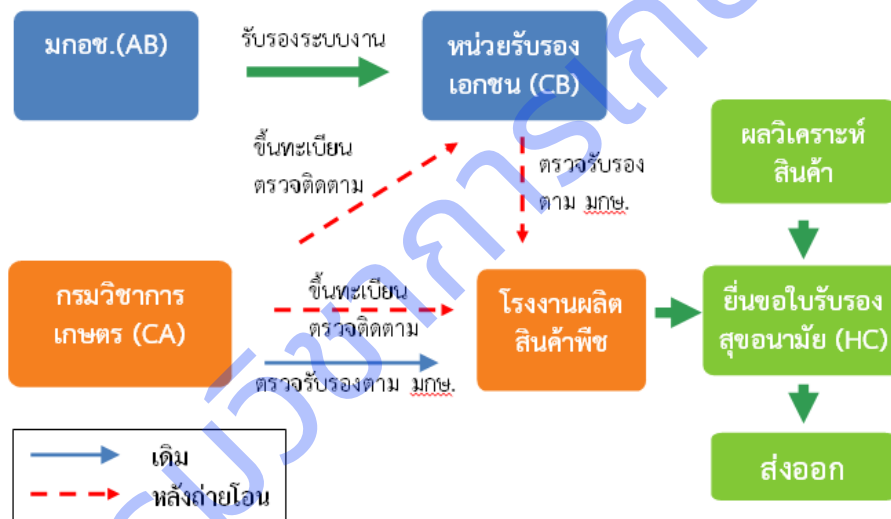 มกอช.(AB)
รับรองระบบงาน
หน่วยรับรอง
เอกชน (CB)
ขึ้นทะเบียน
ตรวจติดตาม
ตรวจรับรอง
ตาม มกษ.
ผลวิเคราะห์
สินค้า
กรมวิชาการ
เกษตร (CA)
ขึ้นทะเบียน
ตรวจติดตาม
ตรวจรับรองตาม มกษ.
โรงงานผลิต
สินค้าพืช
ยื่นขอใบรับรอง
สุขอนามัย (HC)
ส่งออก
เดิม
หลังถ่ายโอน
มวิชาการเก